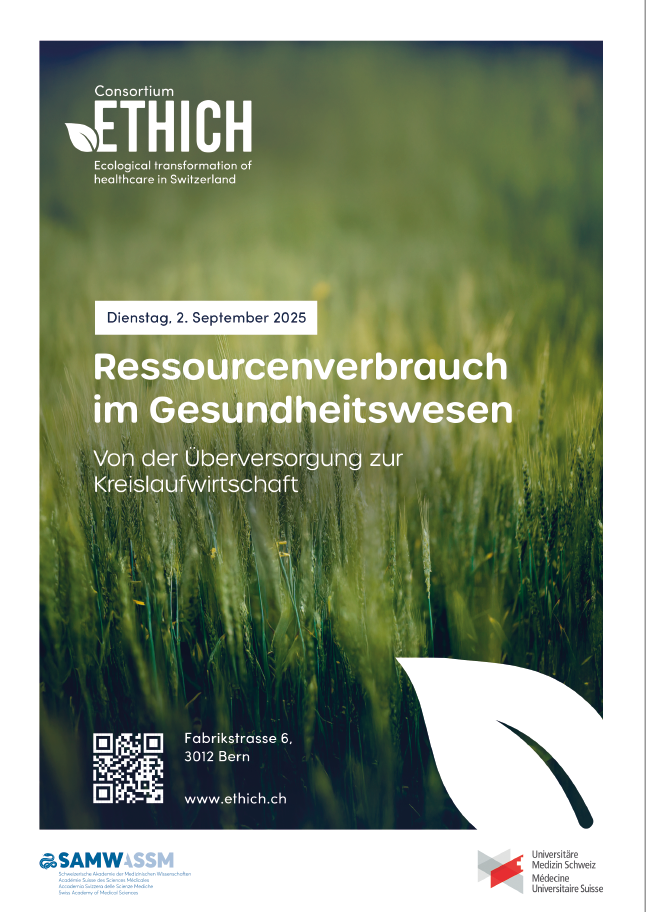 Consortium
ETHICH
Ecological transformation of
healthcare in Switzerland
Dienstag, 2. September 2025
Ressourcenverbrauch
im Gesundheitswesen
Von der Überversorgung zur
Kreislaufwirtschaft
Fabrikstrasse 6,
3012 Bern
www.ethich.ch
SAMWASSM
Schweizerische Akademie der Medizinischen Wissenschaften
Académie Suisse des Sciences Médicales
Accademia Svizzera delle Scienze Mediche
Swiss Academy of Medical Sciences
Universitäre
Medizin Schweiz
Médecine
Universitaire Suisse